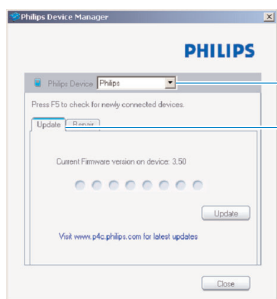 Philips Device Manager
PHILIPS
Philips Device: Philips
Press F5 to check for newly connected devices.
Update Repair
Current Firmware version on device: 3.50
Update
Visit www.p4c.philips.com for latest updates
Close